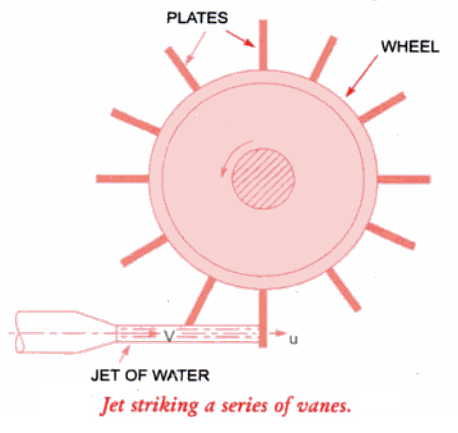 PLATES
WHEEL
V
u
JET OF WATER
Jet striking a series of vanes.